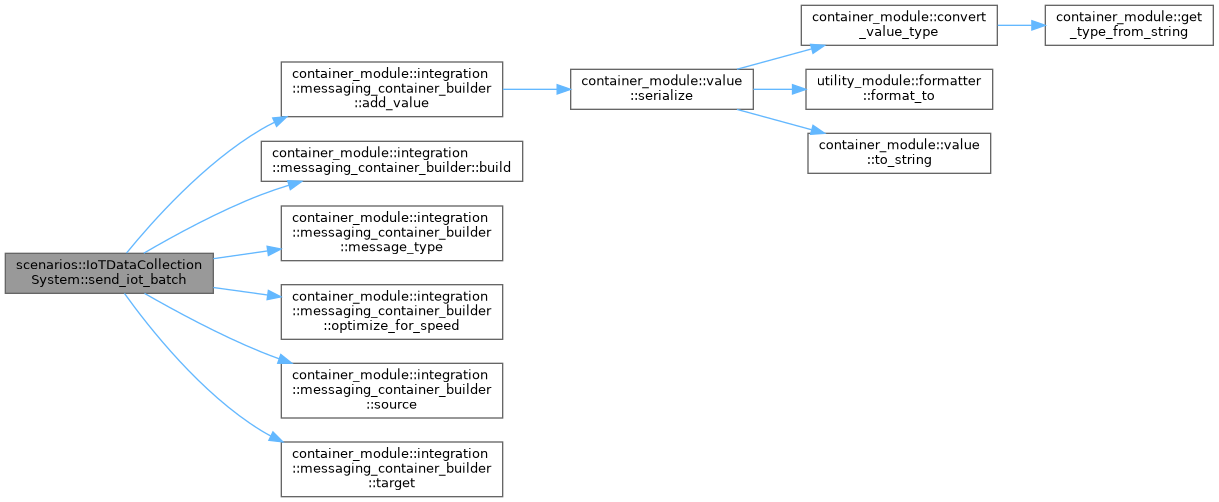 scenarios::IoTDataCollection
System::send_iot_batch
container_module::integration
::messaging_container_builder
::add_value
container_module::value
::serialize
container_module::convert
_value_type
container_module::get
_type_from_string
utility_module::formatter
::format_to
container_module::value
::to_string
container_module::integration
::messaging_container_builder::build
container_module::integration
::messaging_container_builder
::message_type
container_module::integration
::messaging_container_builder
::optimize_for_speed
container_module::integration
::messaging_container_builder
::source
container_module::integration
::messaging_container_builder
::target